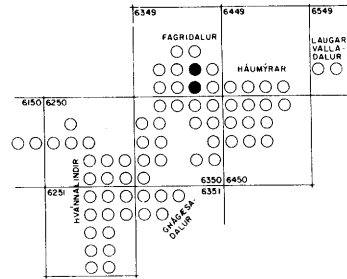 6349
6449
6549
FAGRIDALUR
LAUGAR
VALLA-
DALUR
HÁUMÝRAR
6150
6250
HVANNALINDIR
6251
6350
6450
6351
GRÁGÆSA-
DALUR